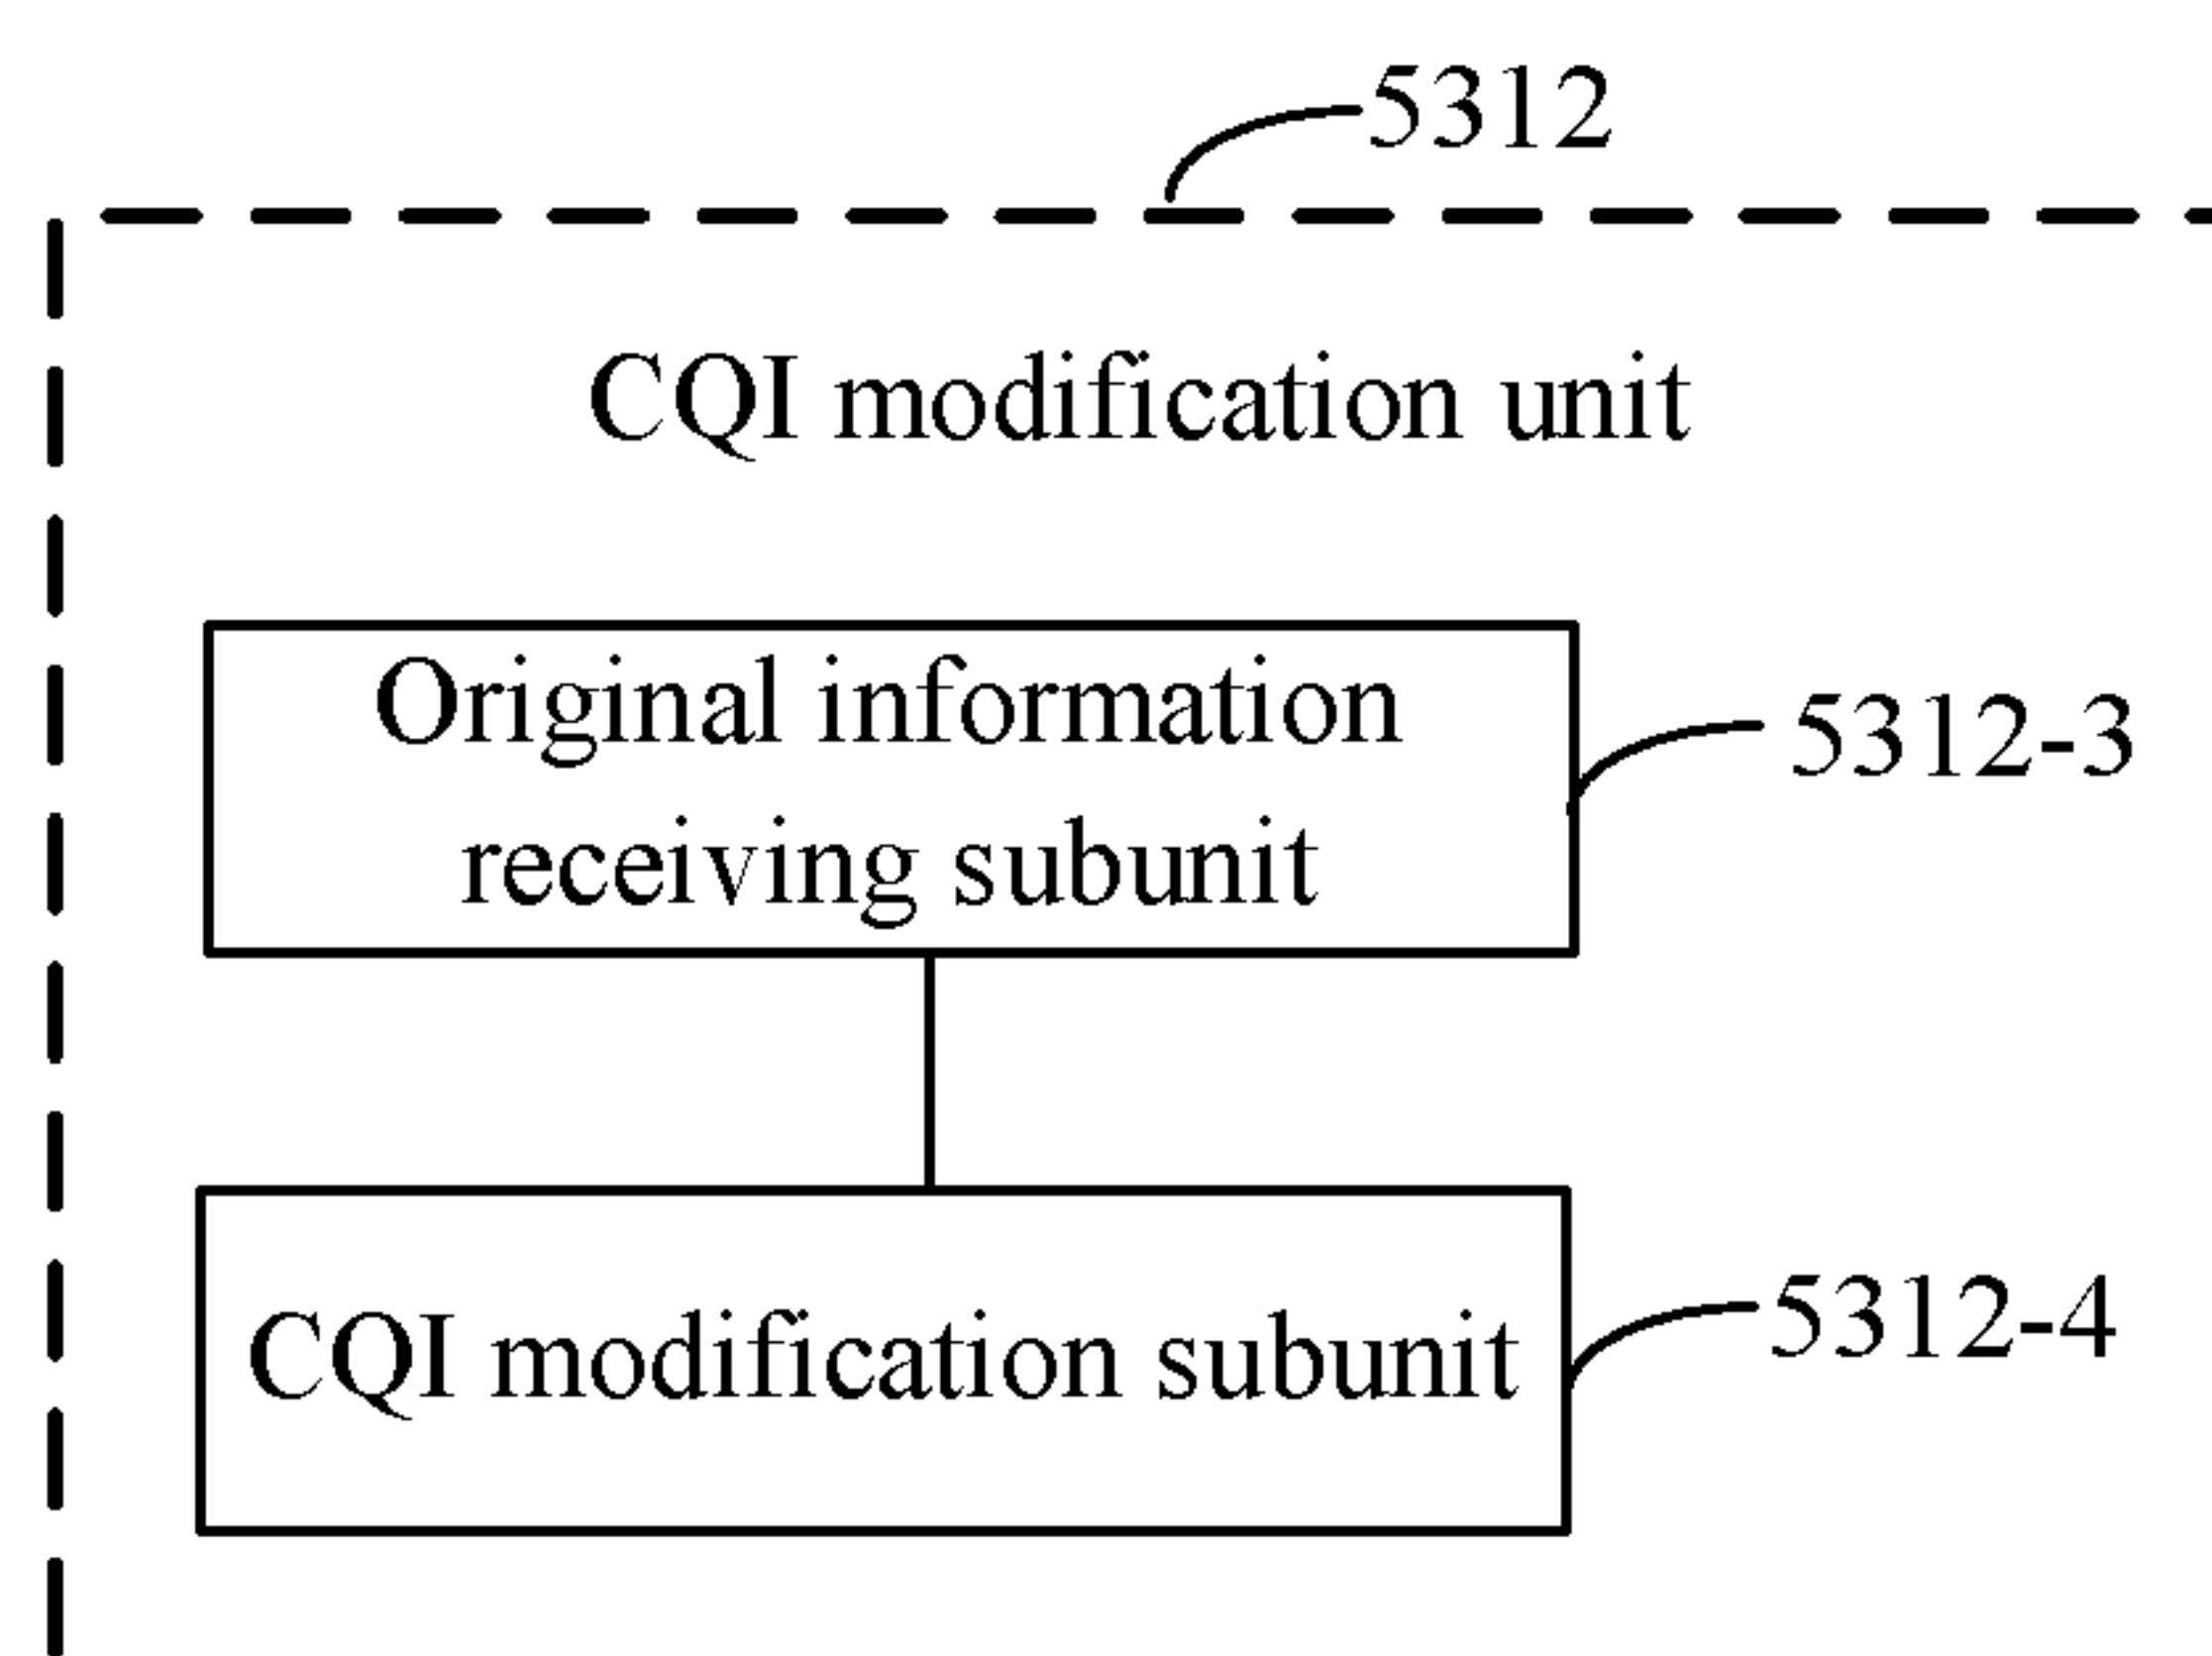 5312
CQI modification unit
Original information
receiving subunit
5312-3
CQI modification subunit
5312-4